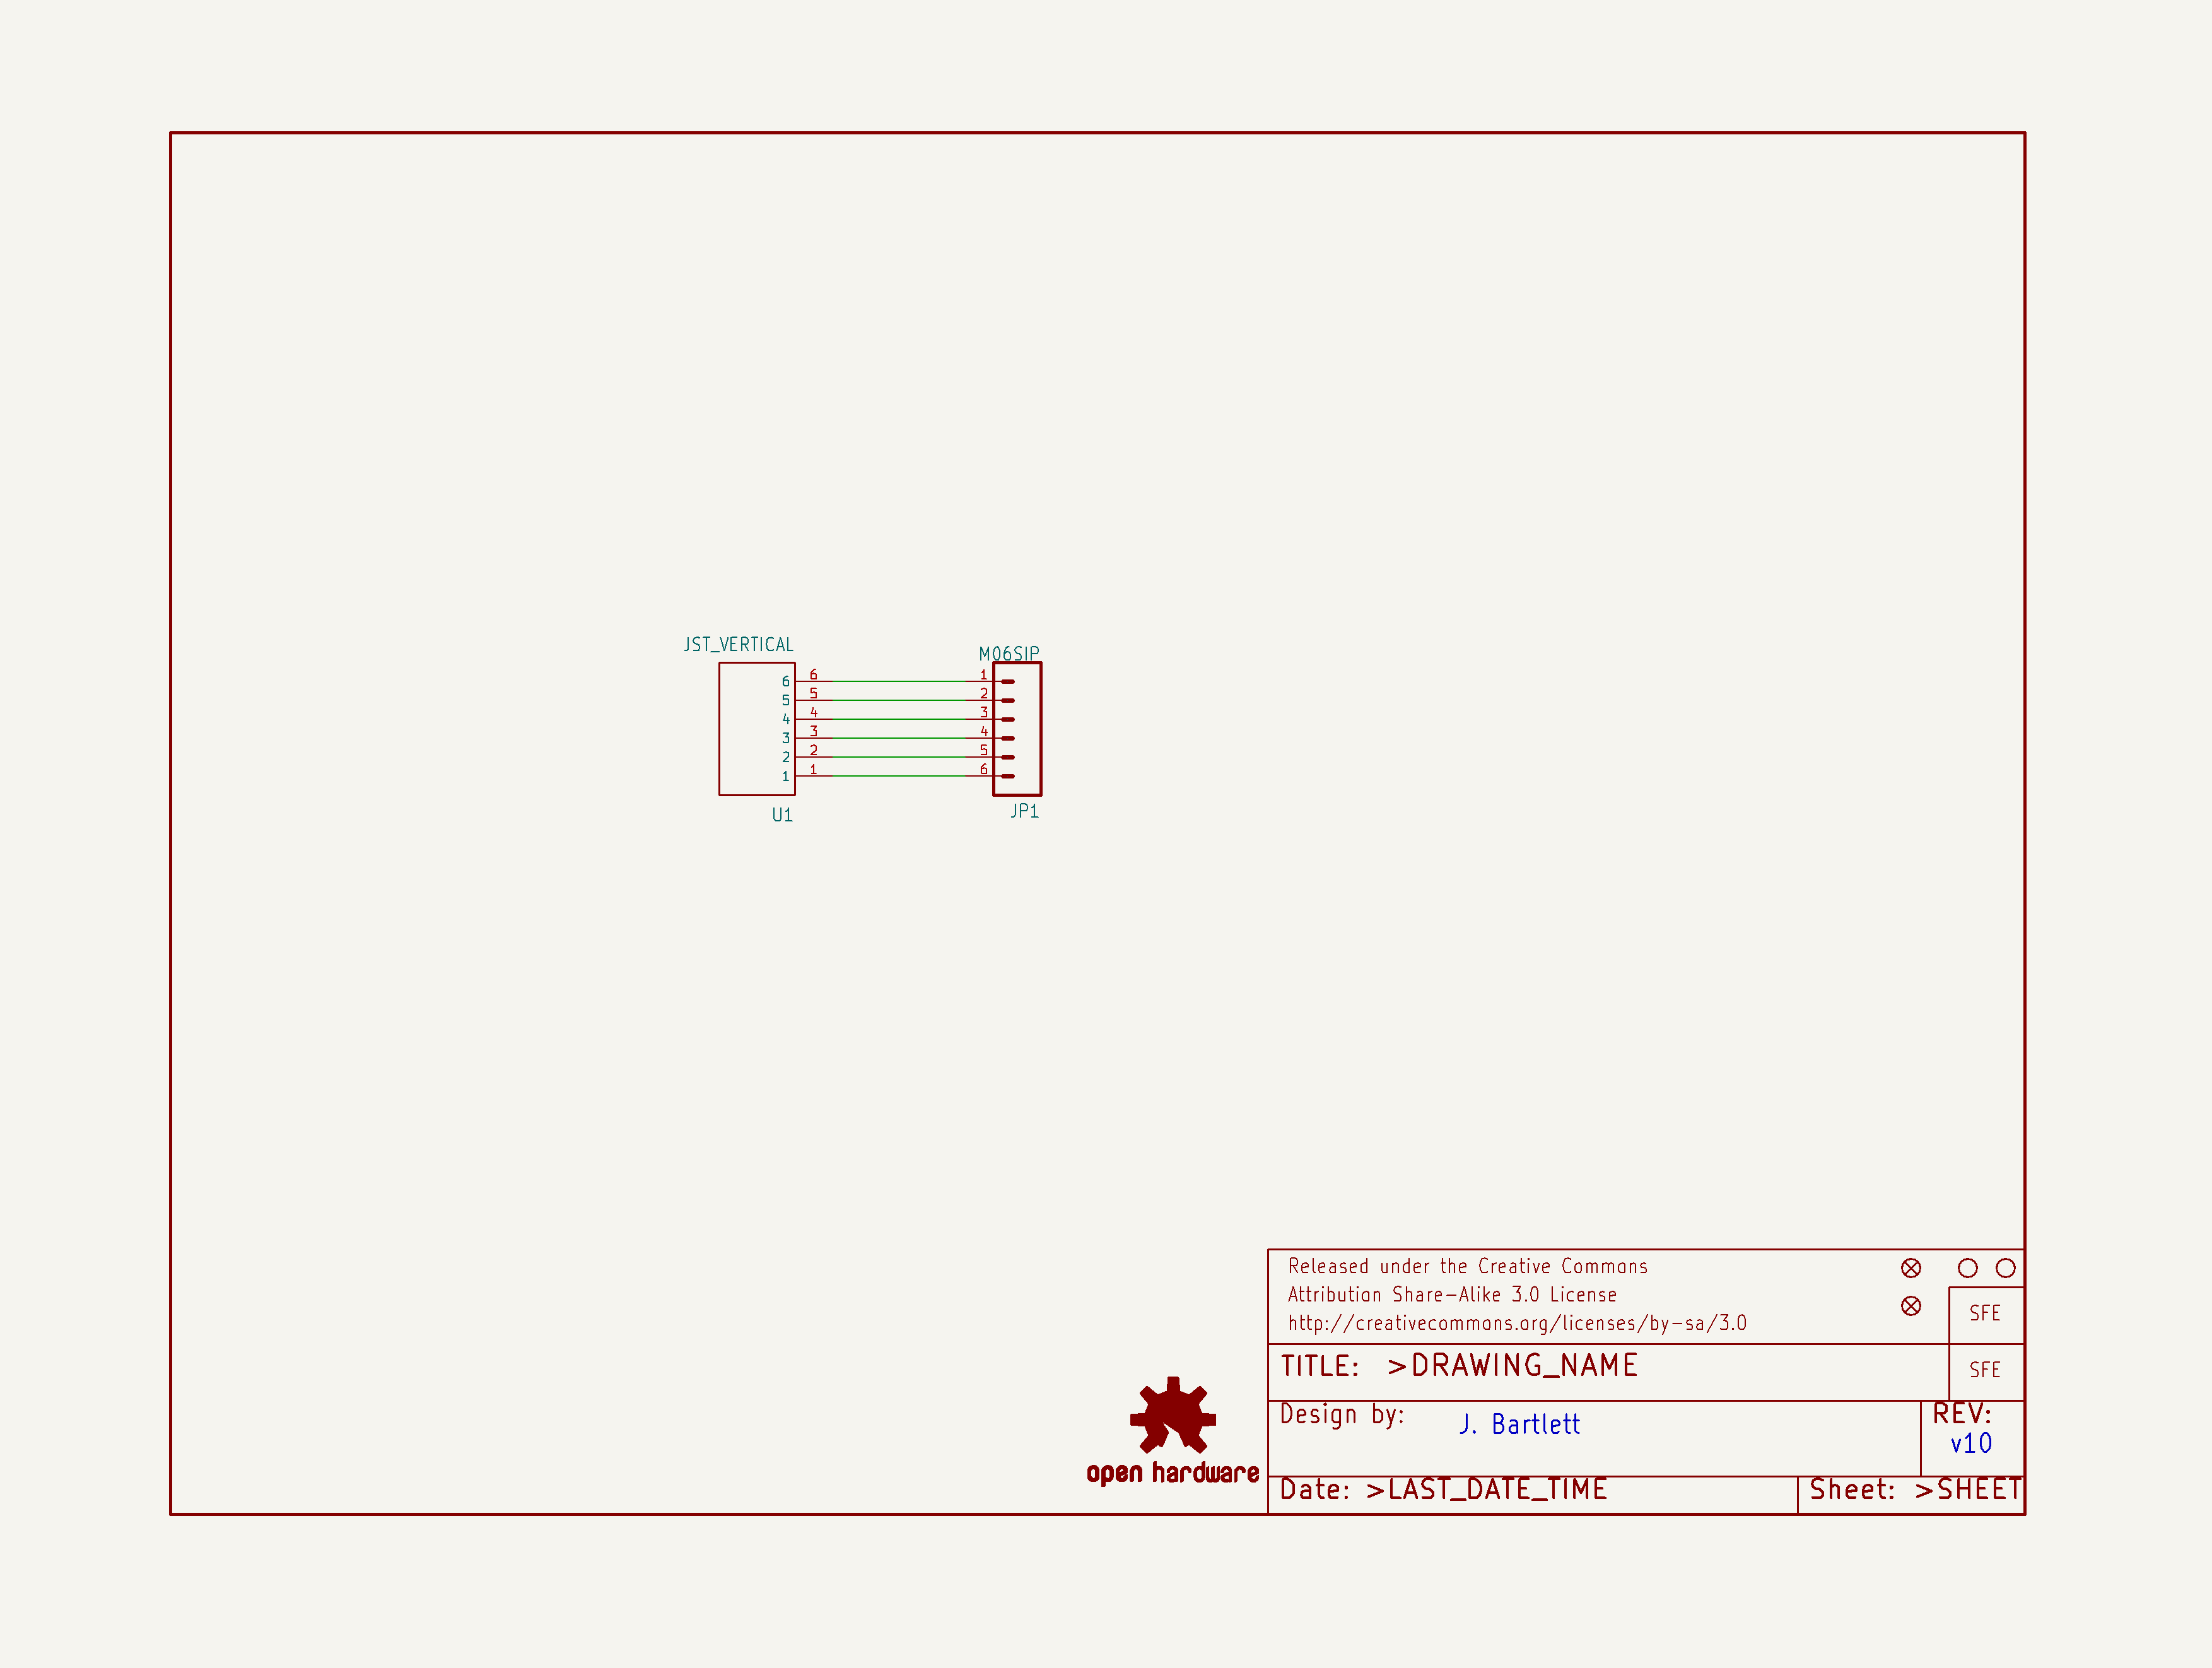 JST_VERTICAL
M06SIP
6 6 1
5 5 2
4 4 3
3 3 4
2 2 5
1 1 6
U1
JP1
Released under the Creative Commons
Attribution Share-Alike 3.0 License
http://creativecommons.org/licenses/by-sa/3.0
SFE
TITLE: >DRAWING_NAME
SFE
Design by: J. Bartlett
REV:
v10
open hardware
Date: >LAST_DATE_TIME
Sheet: >SHEET